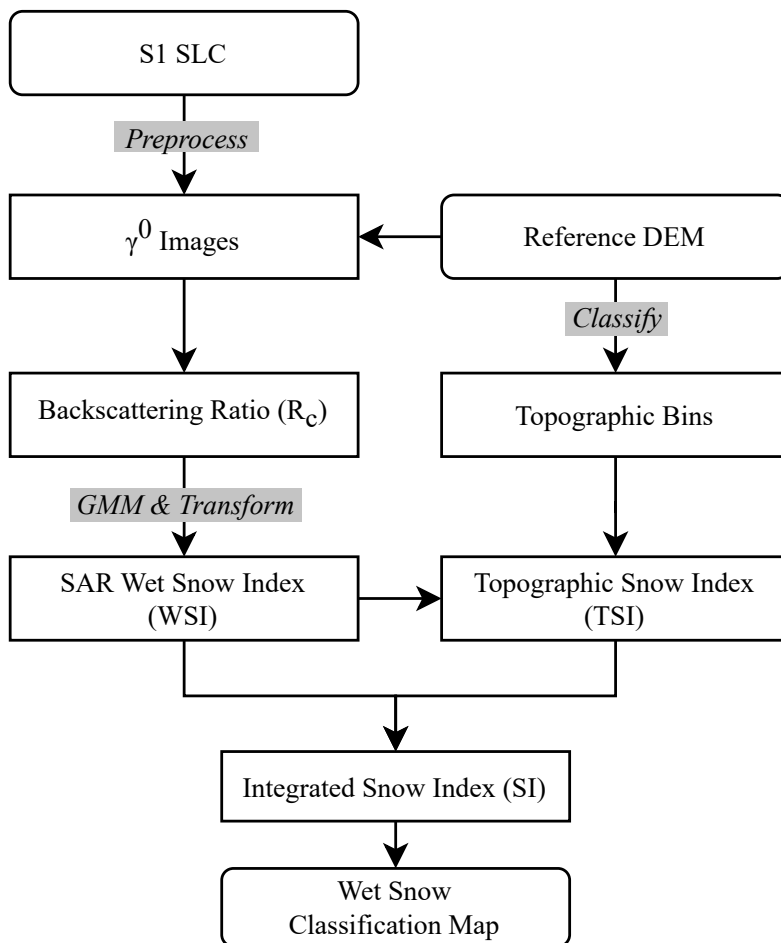 S1 SLC
Preprocess
γ⁰ Images
Reference DEM
Classify
Backscattering Ratio (R_c)
Topographic Bins
GMM & Transform
SAR Wet Snow Index
(WSI)
Topographic Snow Index
(TSI)
Integrated Snow Index (SI)
Wet Snow
Classification Map